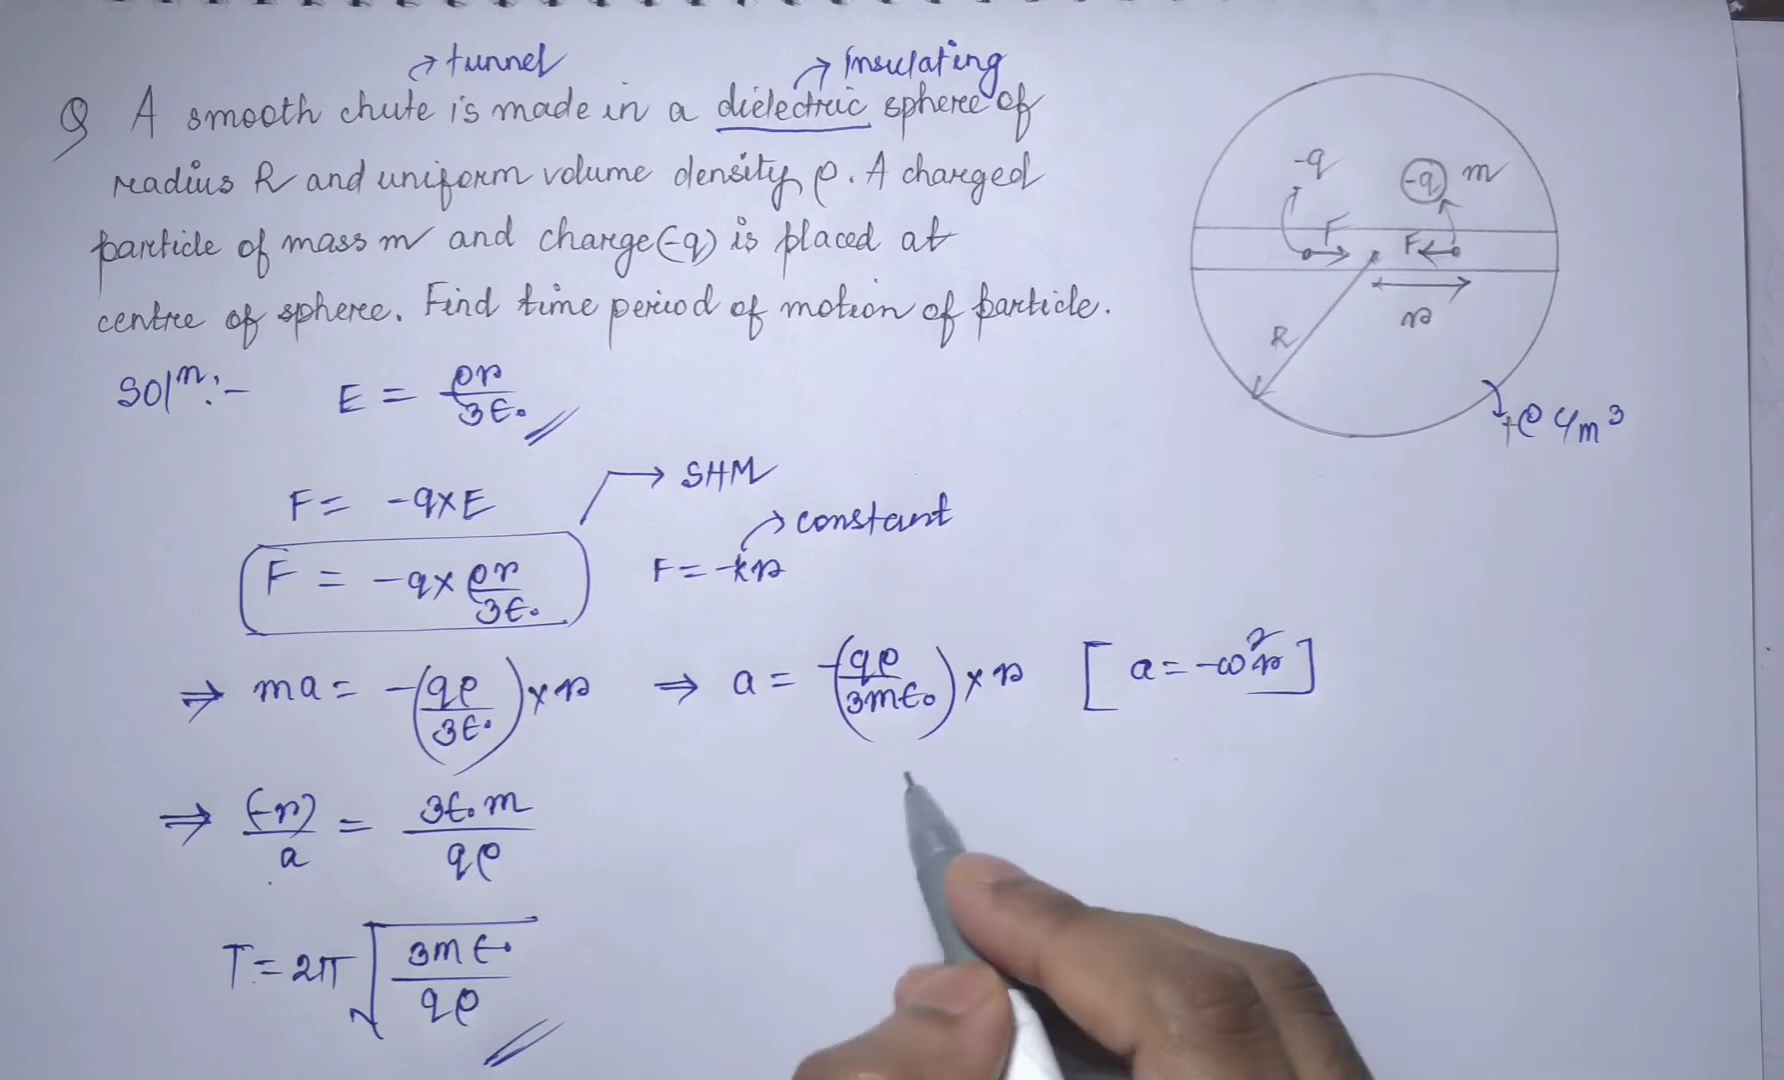 → tunnel → Insulating
Q A smooth chute is made in a dielectric sphere of
radius R and uniform volume density ρ. A charged
particle of mass m and charge (-q) is placed at
centre of sphere. Find time period of motion of particle.
-q -q m
F F
r
R
+ρ C/m³
Solⁿ:- E = ρr/3ε₀
→ SHM
F = -q×E → constant
F = -q × ρr/3ε₀ F = -kr
⇒ ma = -(qρ/3ε₀) × r ⇒ a = -(qρ/3mε₀) × r [a = -ω²r]
⇒ (-r)/a = 3ε₀m/qρ
T = 2π√(3mε₀/qρ)